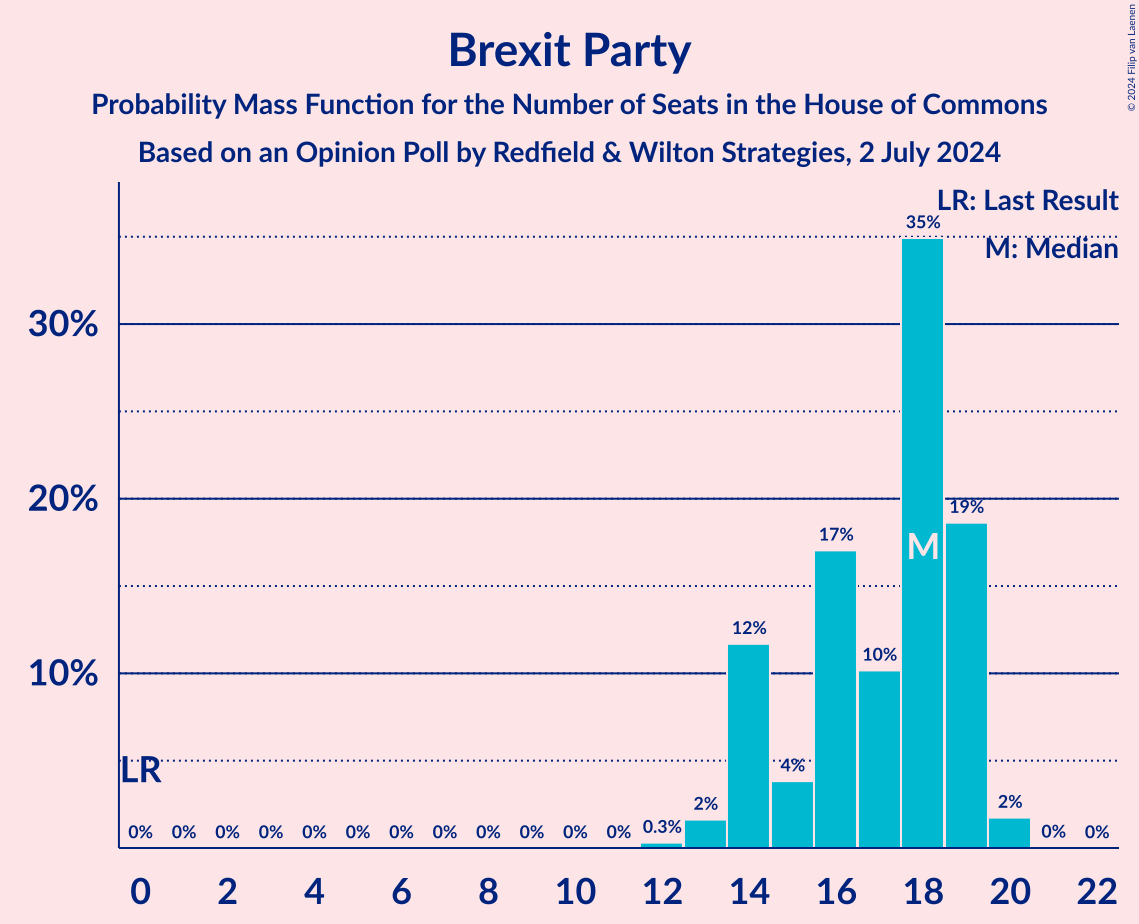 Brexit Party
Probability Mass Function for the Number of Seats in the House of Commons
Based on an Opinion Poll by Redfield & Wilton Strategies, 2 July 2024
© 2024 Filip van Laenen
LR: Last Result
M: Median
35%
30%
20%
19%
17%
M
12%
10%
10%
LR
4%
2%
2%
0% 0% 0% 0% 0% 0% 0% 0% 0% 0% 0% 0% 0.3% 0% 0%
0 2 4 6 8 10 12 14 16 18 20 22